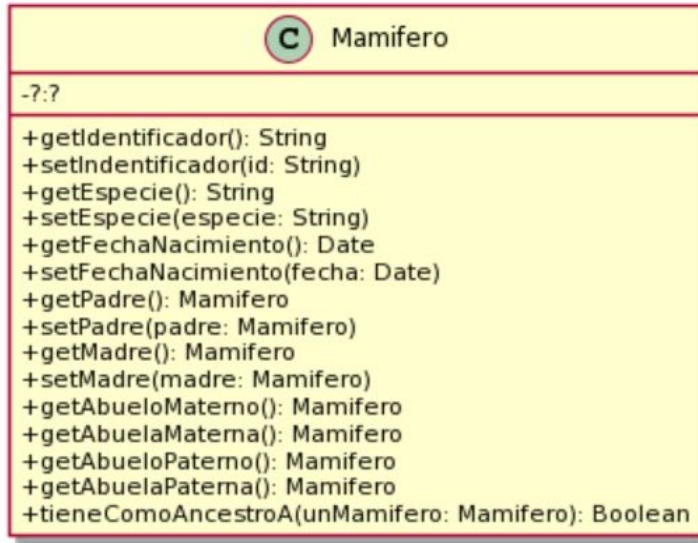 C Mamifero
-?:?
+getIdentificador(): String
+setIndentificador(id: String)
+getEspecie(): String
+setEspecie(especie: String)
+getFechaNacimiento(): Date
+setFechaNacimiento(fecha: Date)
+getPadre(): Mamifero
+setPadre(padre: Mamifero)
+getMadre(): Mamifero
+setMadre(madre: Mamifero)
+getAbueloMaterno(): Mamifero
+getAbuelaMaterna(): Mamifero
+getAbueloPaterno(): Mamifero
+getAbuelaPaterna(): Mamifero
+tieneComoAncestroA(unMamifero: Mamifero): Boolean